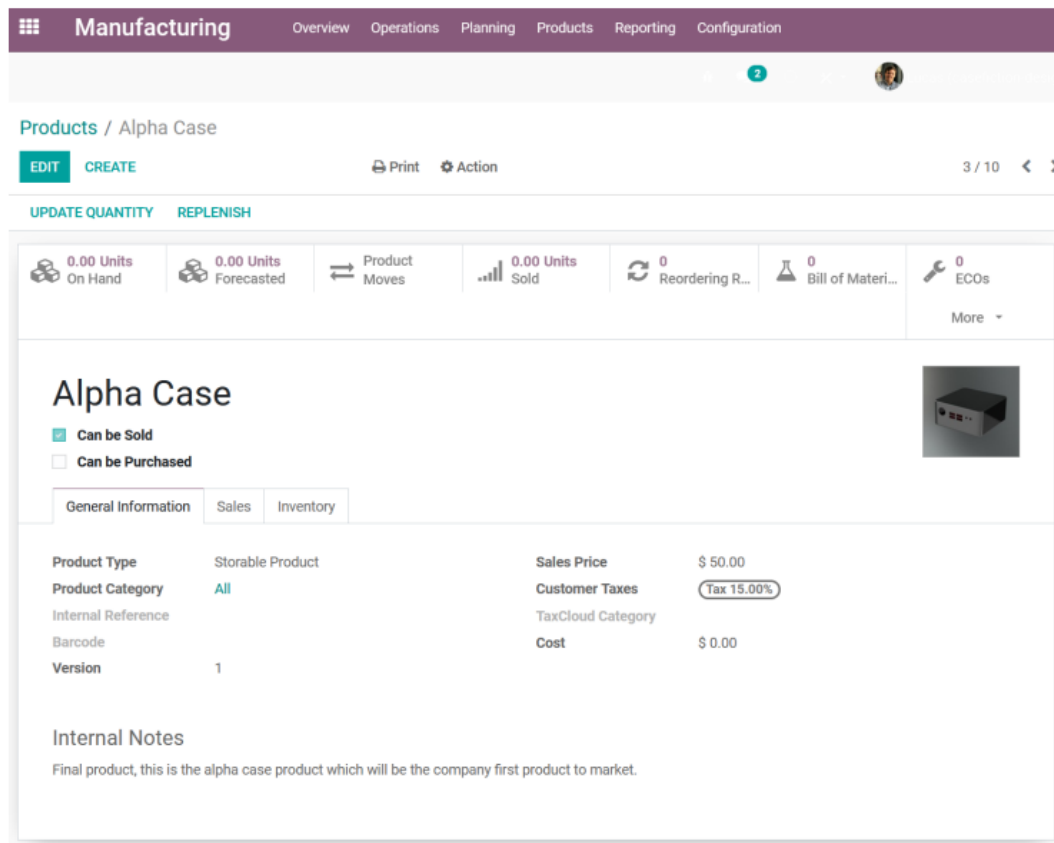 Manufacturing Overview Operations Planning Products Reporting Configuration
2
Products / Alpha Case
EDIT CREATE Print Action 3 / 10
UPDATE QUANTITY REPLENISH
0.00 Units On Hand
0.00 Units Forecasted
Product Moves
0.00 Units Sold
0 Reordering R...
0 Bill of Materi...
0 ECOs
More
Alpha Case
Can be Sold
Can be Purchased
General Information Sales Inventory
Product Type Storable Product Sales Price $ 50.00
Product Category All Customer Taxes Tax 15.00%
Internal Reference TaxCloud Category
Barcode Cost $ 0.00
Version 1
Internal Notes
Final product, this is the alpha case product which will be the company first product to market.